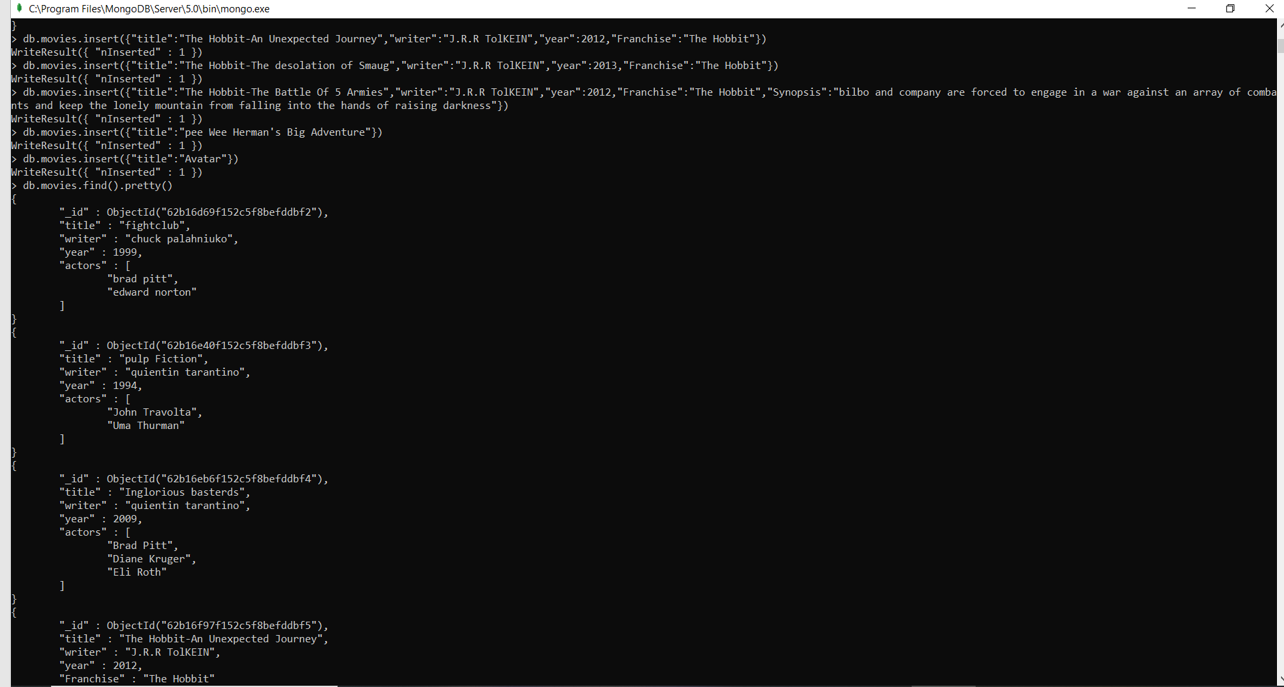 C:\Program Files\MongoDB\Server\5.0\bin\mongo.exe
}
> db.movies.insert({"title":"The Hobbit-An Unexpected Journey","writer":"J.R.R TolKEIN","year":2012,"Franchise":"The Hobbit"})
WriteResult({ "nInserted" : 1 })
> db.movies.insert({"title":"The Hobbit-The desolation of Smaug","writer":"J.R.R TolKEIN","year":2013,"Franchise":"The Hobbit"})
WriteResult({ "nInserted" : 1 })
> db.movies.insert({"title":"The Hobbit-The Battle Of 5 Armies","writer":"J.R.R TolKEIN","year":2012,"Franchise":"The Hobbit","Synopsis":"bilbo and company are forced to engage in a war against an array of comba
nts and keep the lonely mountain from falling into the hands of raising darkness"})
WriteResult({ "nInserted" : 1 })
> db.movies.insert({"title":"pee Wee Herman's Big Adventure"})
WriteResult({ "nInserted" : 1 })
> db.movies.insert({"title":"Avatar"})
WriteResult({ "nInserted" : 1 })
> db.movies.find().pretty()
{
"_id" : ObjectId("62b16d69f152c5f8befddbf2"),
"title" : "fightclub",
"writer" : "chuck palahniuko",
"year" : 1999,
"actors" : [
"brad pitt",
"edward norton"
]
}
{
"_id" : ObjectId("62b16e40f152c5f8befddbf3"),
"title" : "pulp Fiction",
"writer" : "quientin tarantino",
"year" : 1994,
"actors" : [
"John Travolta",
"Uma Thurman"
]
}
{
"_id" : ObjectId("62b16eb6f152c5f8befddbf4"),
"title" : "Inglorious basterds",
"writer" : "quientin tarantino",
"year" : 2009,
"actors" : [
"Brad Pitt",
"Diane Kruger",
"Eli Roth"
]
}
{
"_id" : ObjectId("62b16f97f152c5f8befddbf5"),
"title" : "The Hobbit-An Unexpected Journey",
"writer" : "J.R.R TolKEIN",
"year" : 2012,
"Franchise" : "The Hobbit"